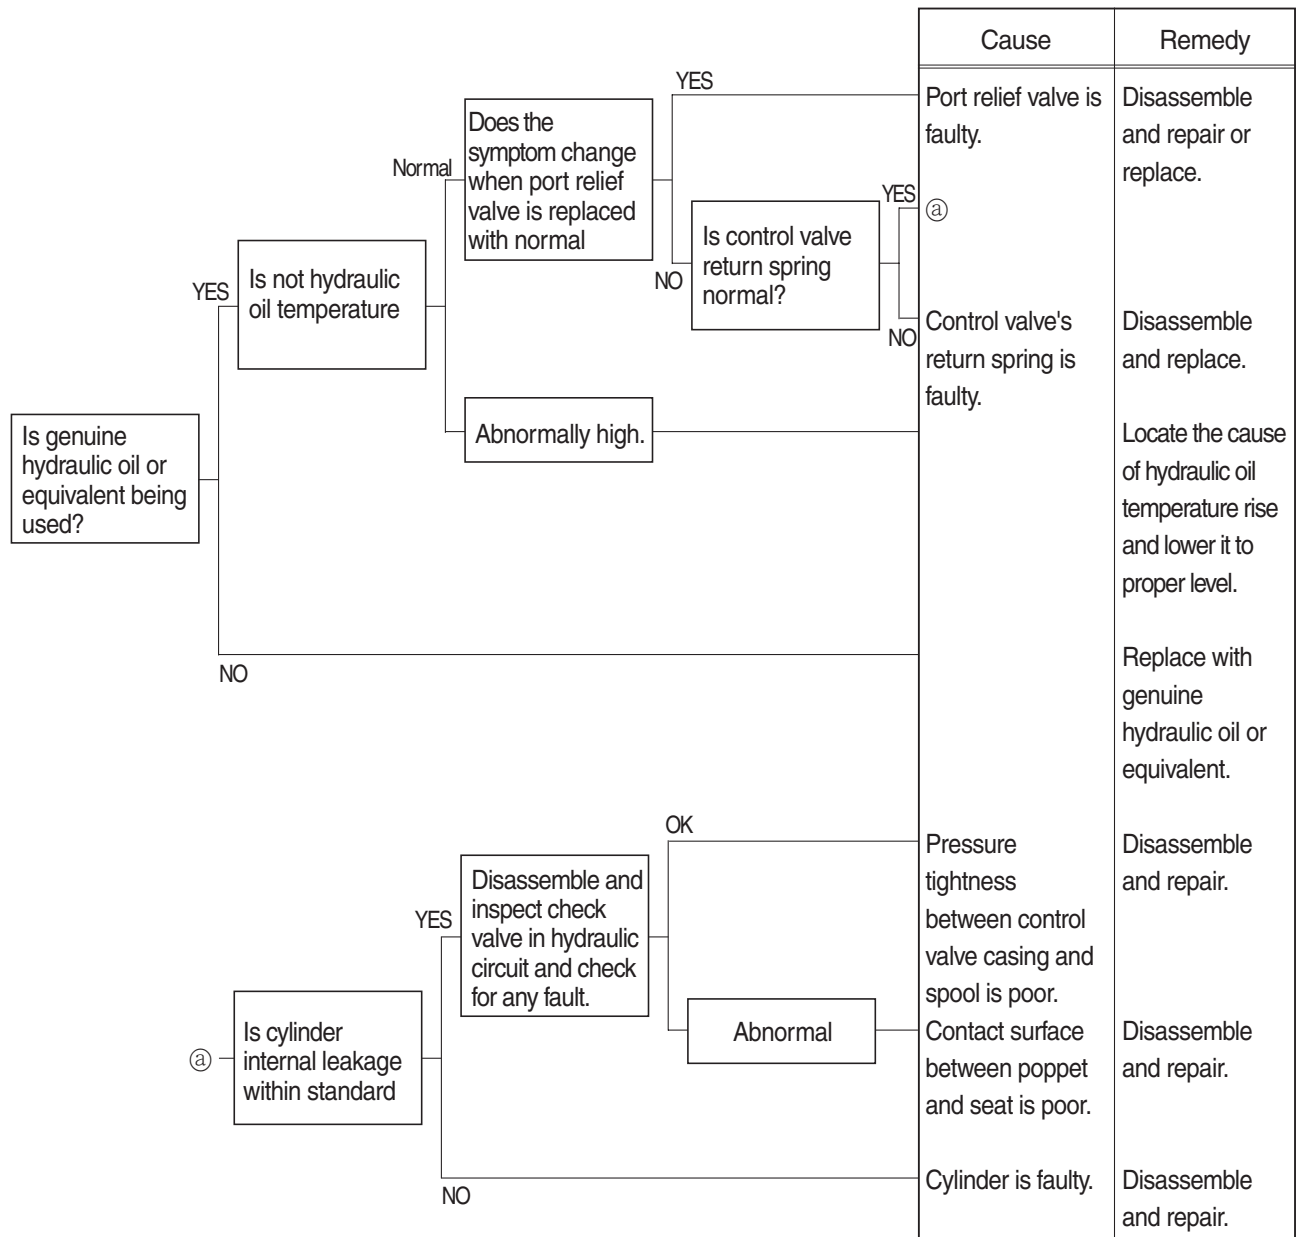 Cause
Remedy
YES
Port relief valve is
faulty.
Disassemble
and repair or
replace.
Does the
symptom change
when port relief
valve is replaced
with normal
Normal
YES
ⓐ
Is control valve
return spring
normal?
NO
NO
Control valve's
return spring is
faulty.
Disassemble
and replace.
YES
Is not hydraulic
oil temperature
Abnormally high.
Locate the cause
of hydraulic oil
temperature rise
and lower it to
proper level.
Is genuine
hydraulic oil or
equivalent being
used?
NO
Replace with
genuine
hydraulic oil or
equivalent.
OK
Pressure
tightness
between control
valve casing and
spool is poor.
Disassemble
and repair.
YES
Disassemble and
inspect check
valve in hydraulic
circuit and check
for any fault.
Abnormal
Contact surface
between poppet
and seat is poor.
Disassemble
and repair.
ⓐ
Is cylinder
internal leakage
within standard
NO
Cylinder is faulty.
Disassemble
and repair.